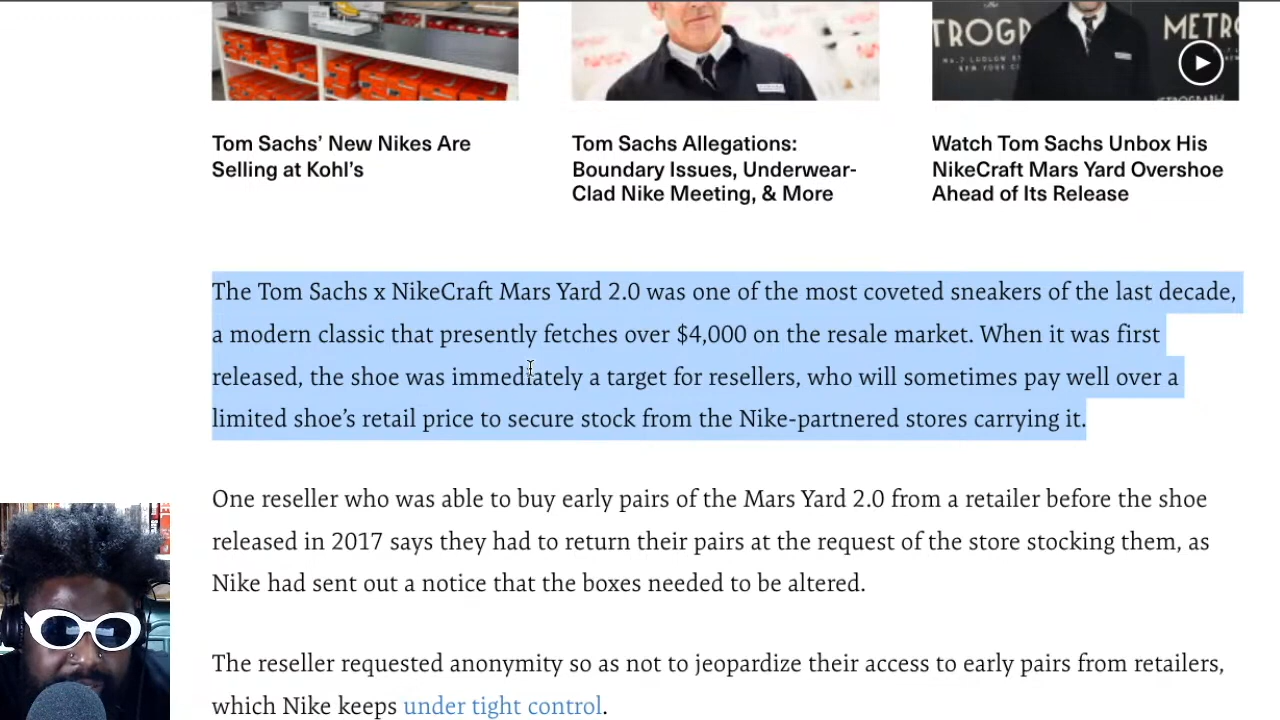 TROGR
NO.7 LUDLOW
NEW YORK
METRO
METROGRAPH
Tom Sachs’ New Nikes Are
Selling at Kohl’s
Tom Sachs Allegations:
Boundary Issues, Underwear-
Clad Nike Meeting, & More
Watch Tom Sachs Unbox His
NikeCraft Mars Yard Overshoe
Ahead of Its Release
The Tom Sachs x NikeCraft Mars Yard 2.0 was one of the most coveted sneakers of the last decade,
a modern classic that presently fetches over $4,000 on the resale market. When it was first
released, the shoe was immediately a target for resellers, who will sometimes pay well over a
limited shoe’s retail price to secure stock from the Nike-partnered stores carrying it.
One reseller who was able to buy early pairs of the Mars Yard 2.0 from a retailer before the shoe
released in 2017 says they had to return their pairs at the request of the store stocking them, as
Nike had sent out a notice that the boxes needed to be altered.
The reseller requested anonymity so as not to jeopardize their access to early pairs from retailers,
which Nike keeps under tight control.